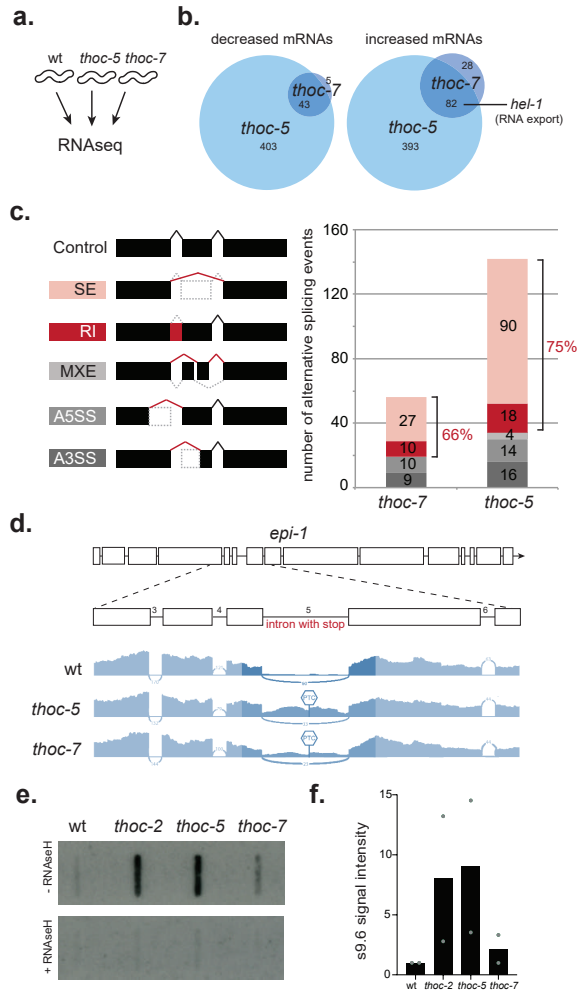 a.
wt thoc-5 thoc-7
RNAseq
b.
decreased mRNAs
increased mRNAs
5
thoc-7
43
thoc-5
403
28
thoc-7
82
hel-1
(RNA export)
thoc-5
393
c.
Control
SE
RI
MXE
A5SS
A3SS
number of alternative splicing events
160
120
80
40
0
27
10
10
9
66%
90
18
4
14
16
75%
thoc-7
thoc-5
d.
epi-1
3
4
5
6
intron with stop
wt
thoc-5
PTC
thoc-7
PTC
e.
wt thoc-2 thoc-5 thoc-7
- RNAseH
+ RNAseH
f.
s9.6 signal intensity
15
10
5
0
wt thoc-2 thoc-5 thoc-7